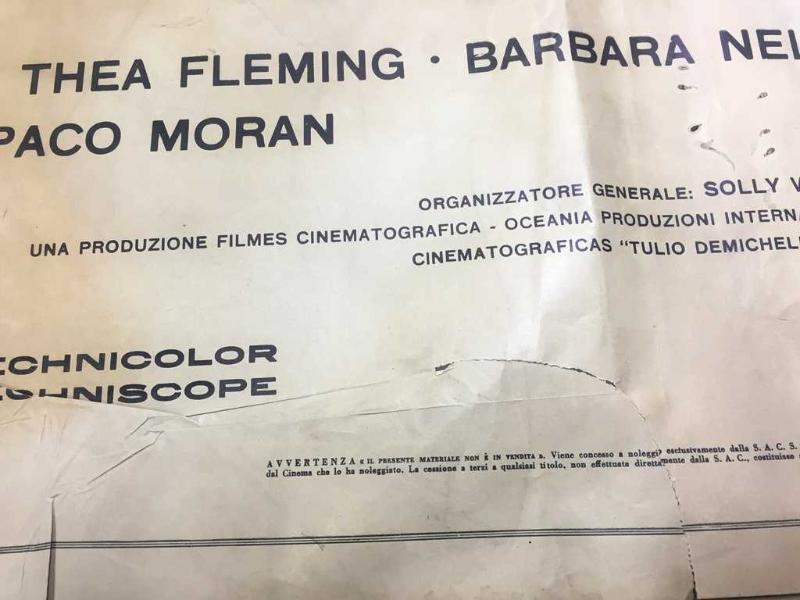 THEA FLEMING · BARBARA
PACO MORAN
ORGANIZZATORE GENERALE: SOLLY
UNA PRODUZIONE FILMES CINEMATOGRAFICA - OCEANIA PRODUZIONI
CINEMATOGRAFICAS "TULIO
ECHNICOLOR
ECHNISCOPE
AVVERTENZA « IL PRESENTE MATERIALE NON È IN VENDITA ». Viene concesso a noleggio esclusivamente dalla S. A. C. S.
dal Cinema che lo ha noleggiato. La cessione a terzi a qualsiasi titolo, non effettuata direttamente dalla S. A. C., costituisce